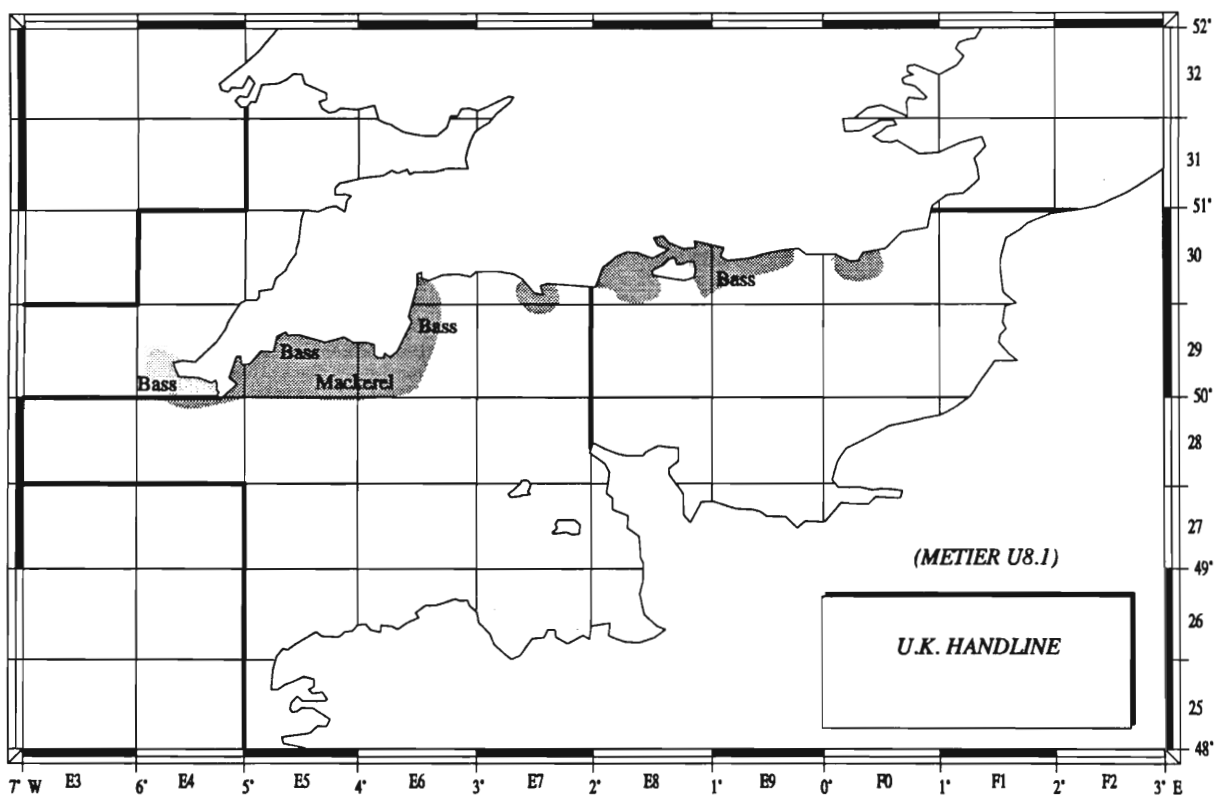 52°
32
31
51°
30
Bass
Bass
Bass
29
Bass
Mackerel
50°
28
27
(METIER U8.1)
49°
26
U.K. HANDLINE
25
48°
7° W E3 6° E4 5° E5 4° E6 3° E7 2° E8 1° E9 0° F0 1° F1 2° F2 3° E